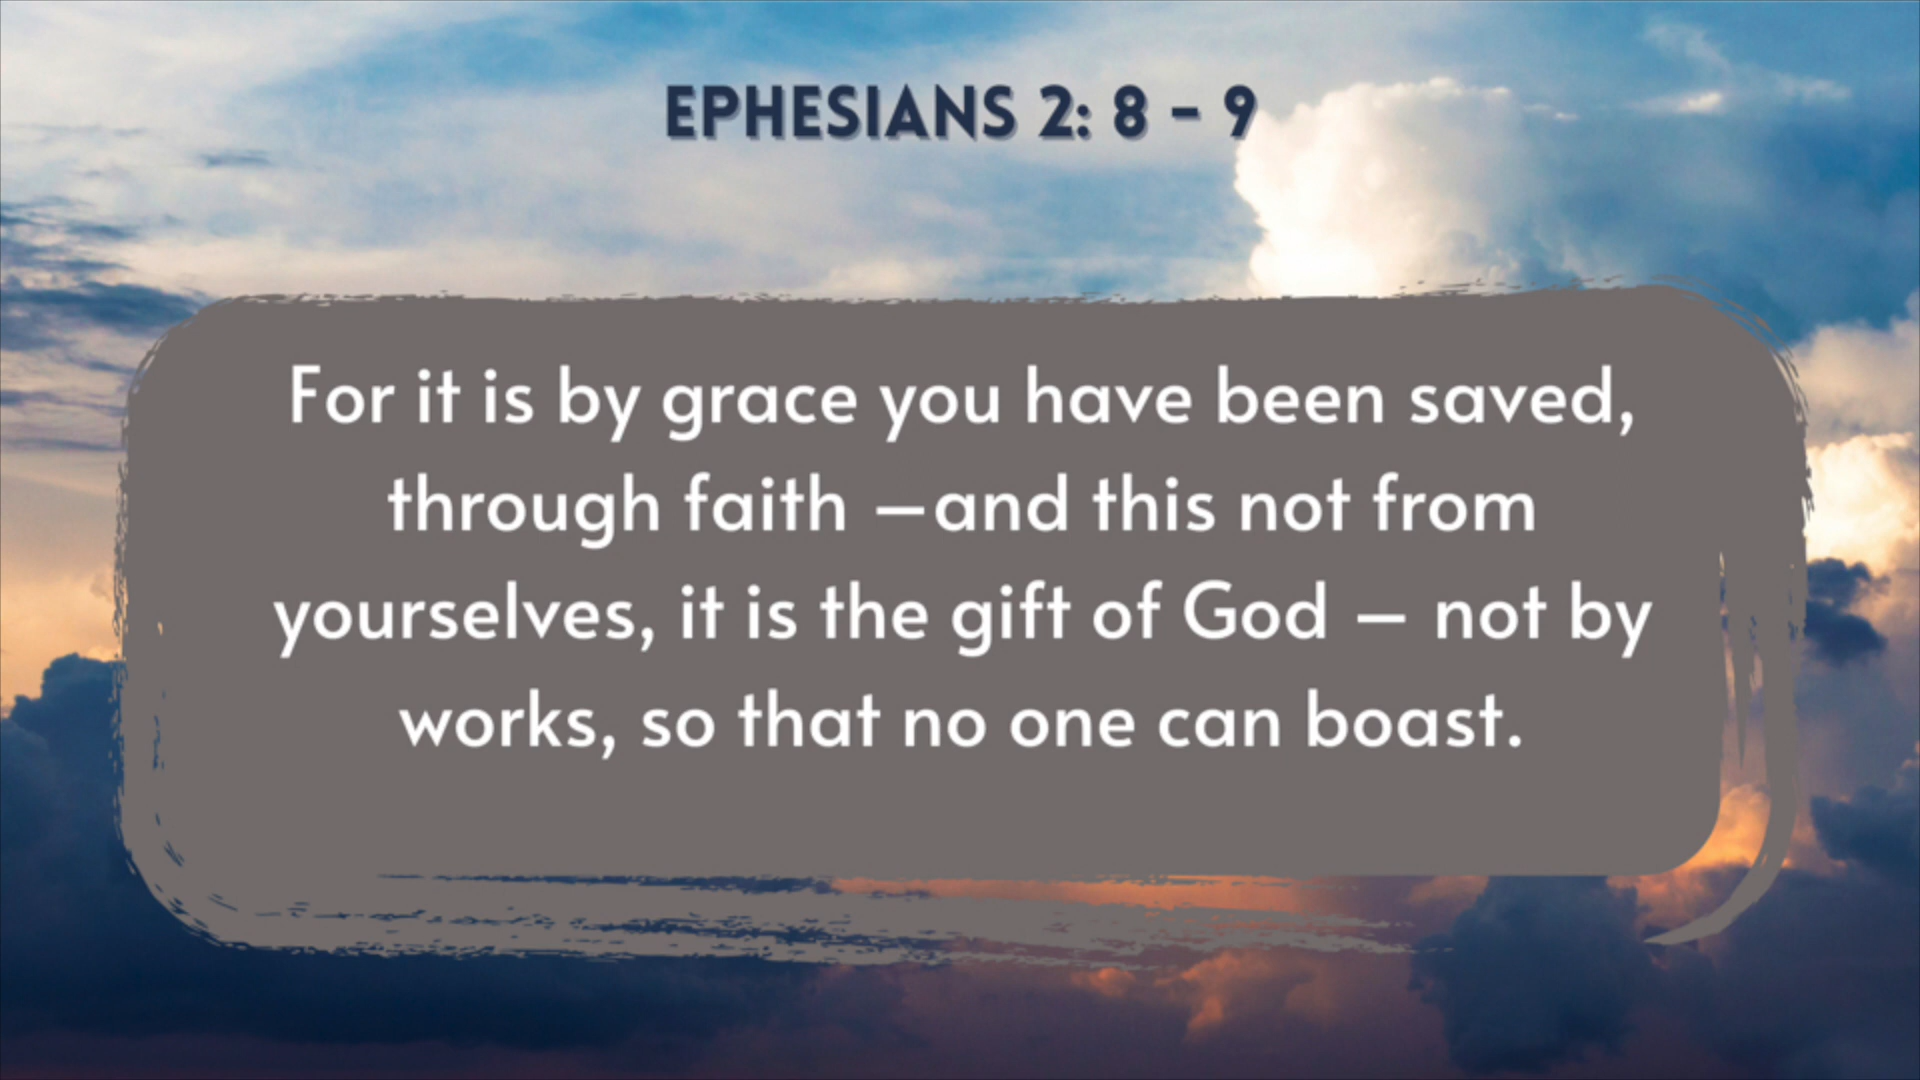 EPHESIANS 2: 8 - 9
For it is by grace you have been saved,
through faith —and this not from
yourselves, it is the gift of God — not by
works, so that no one can boast.